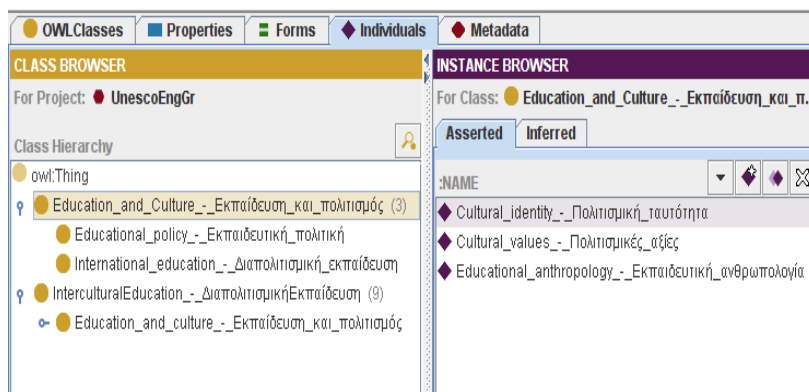 OWLClasses Properties Forms Individuals Metadata
CLASS BROWSER
For Project: UnescoEngGr
Class Hierarchy
owl:Thing
Education_and_Culture_-_Εκπαίδευση_και_πολιτισμός (3)
Educational_policy_-_Εκπαιδευτική_πολιτική
International_education_-_Διαπολιτισμική_εκπαίδευση
InterculturalEducation_-_ΔιαπολιτισμικήΕκπαίδευση (9)
Education_and_culture_-_Εκπαίδευση_και_πολιτισμός
INSTANCE BROWSER
For Class: Education_and_Culture_-_Εκπαίδευση_και_π.
Asserted Inferred
:NAME
Cultural_identity_-_Πολιτισμική_ταυτότητα
Cultural_values_-_Πολιτισμικές_αξίες
Educational_anthropology_-_Εκπαιδευτική_ανθρωπολογία